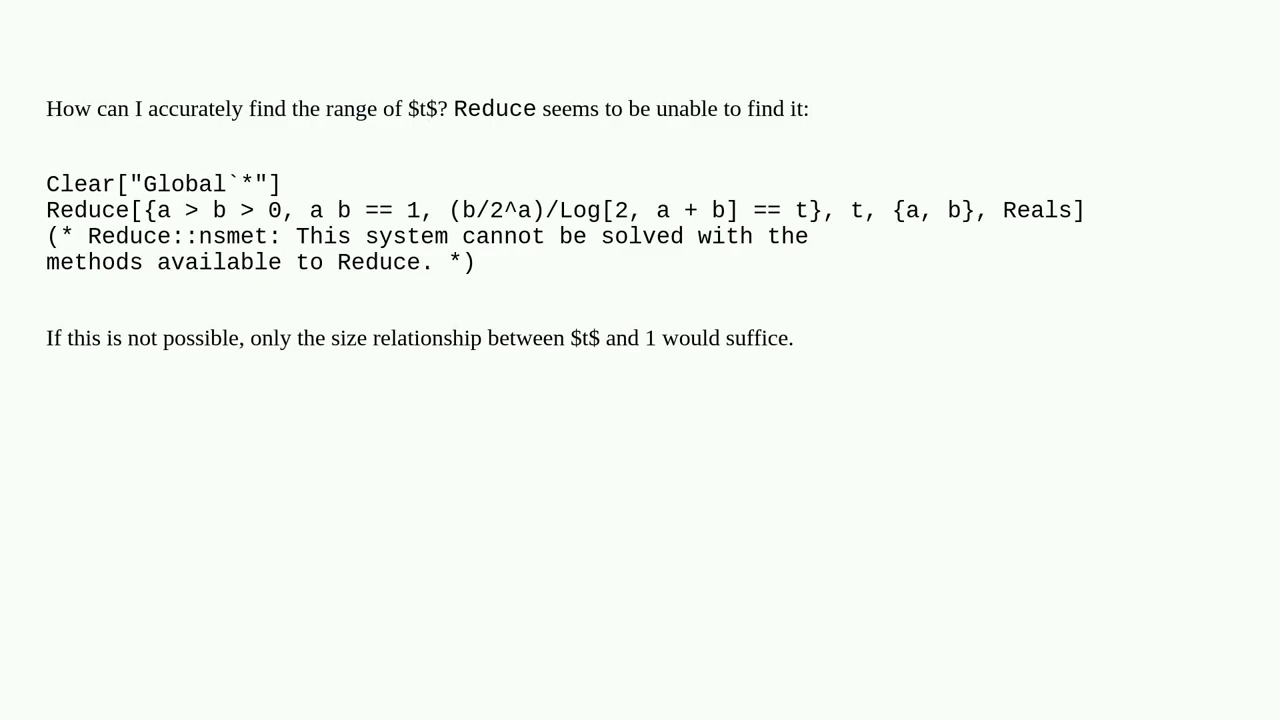 How can I accurately find the range of $t$? Reduce seems to be unable to find it:
Clear["Global`*"]
Reduce[{a > b > 0, a b == 1, (b/2^a)/Log[2, a + b] == t}, t, {a, b}, Reals]
(* Reduce::nsmet: This system cannot be solved with the
methods available to Reduce. *)
If this is not possible, only the size relationship between $t$ and 1 would suffice.